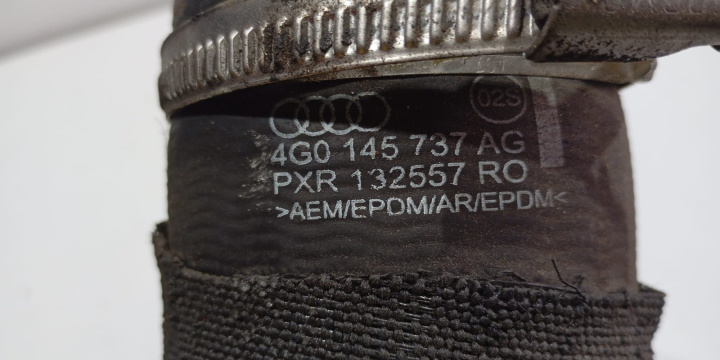 02S
4G0 145 737 AG
PXR 132557 RO
>AEM/EPDM/AR/EPDM<